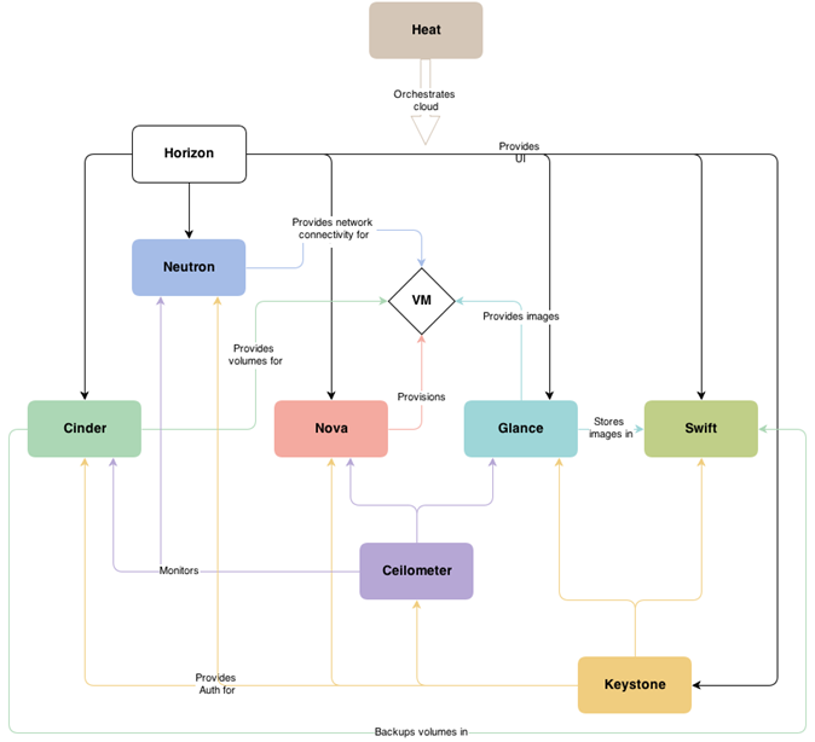 Heat
Orchestrates
cloud
Horizon
Provides
UI
Provides network
connectivity for
Neutron
VM
Provides images
Provides
volumes for
Provisions
Cinder
Nova
Glance
Stores
images in
Swift
Monitors
Ceilometer
Provides
Auth for
Keystone
Backups volumes in